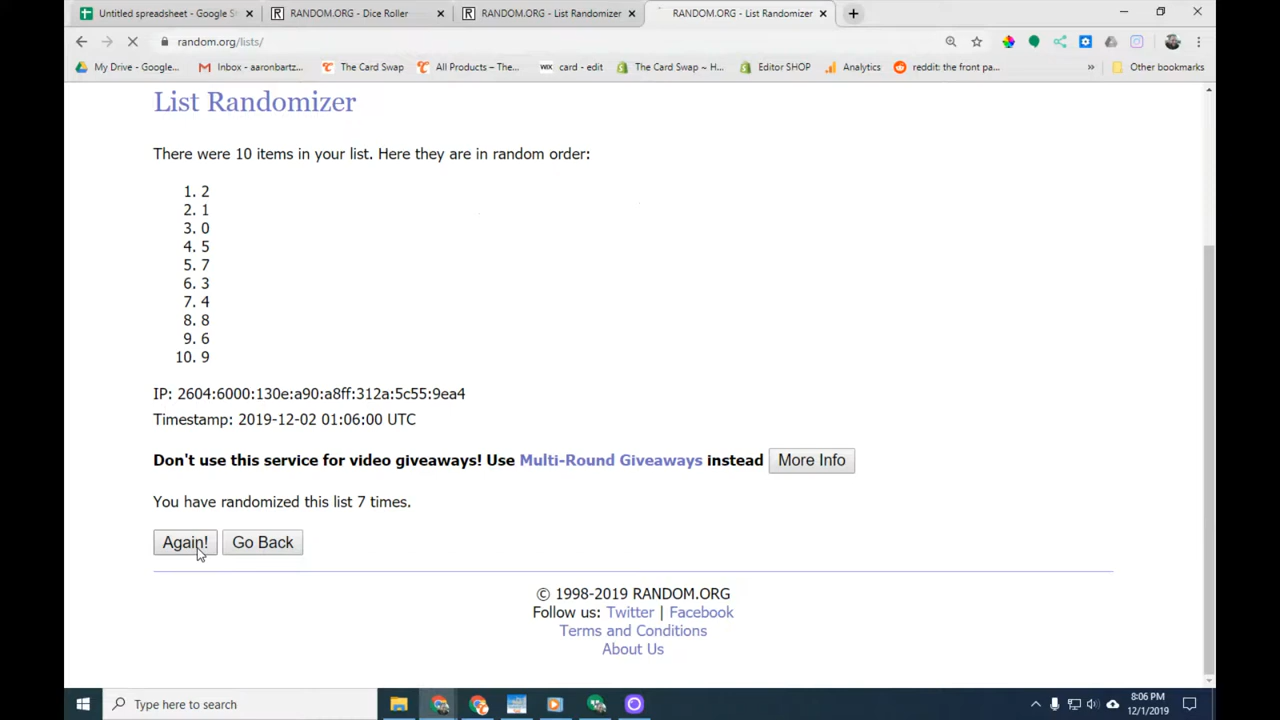 Untitled spreadsheet - Google S
RANDOM.ORG - Dice Roller
RANDOM.ORG - List Randomizer
RANDOM.ORG - List Randomizer
random.org/lists/
My Drive - Google...
Inbox - aaronbartz...
The Card Swap
All Products – The...
WIX card - edit
The Card Swap ~ H...
Editor SHOP
Analytics
reddit: the front pa...
» Other bookmarks
List Randomizer
There were 10 items in your list. Here they are in random order:
1. 2
2. 1
3. 0
4. 5
5. 7
6. 3
7. 4
8. 8
9. 6
10. 9
IP: 2604:6000:130e:a90:a8ff:312a:5c55:9ea4
Timestamp: 2019-12-02 01:06:00 UTC
Don't use this service for video giveaways! Use Multi-Round Giveaways instead More Info
You have randomized this list 7 times.
Again! Go Back
© 1998-2019 RANDOM.ORG
Follow us: Twitter | Facebook
Terms and Conditions
About Us
Type here to search
8:06 PM
12/1/2019